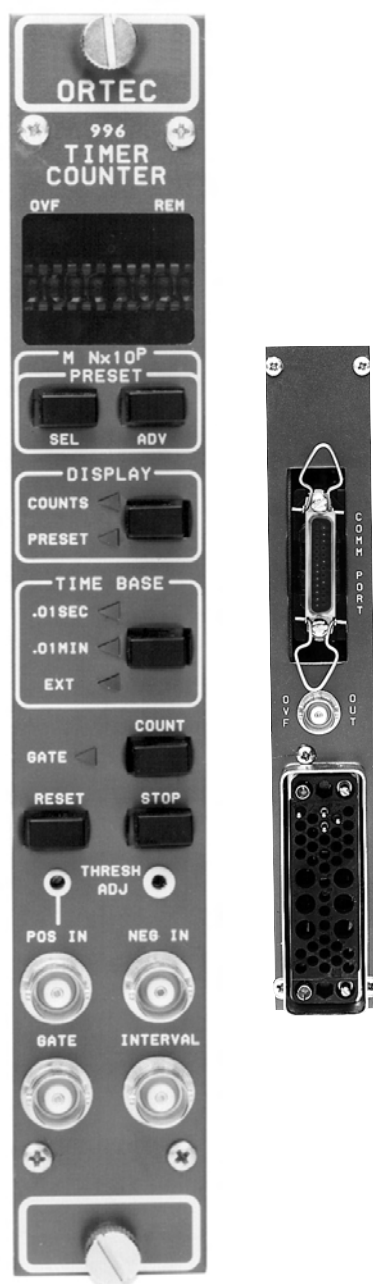 ORTEC
996
TIMER
COUNTER
OVF REM
M Nx10P
PRESET
SEL ADV
DISPLAY
COUNTS
PRESET
TIME BASE
.01SEC
.01MIN
EXT
COUNT
GATE
RESET STOP
THRESH
ADJ
POS IN NEG IN
GATE INTERVAL
COMM PORT
OVF OUT